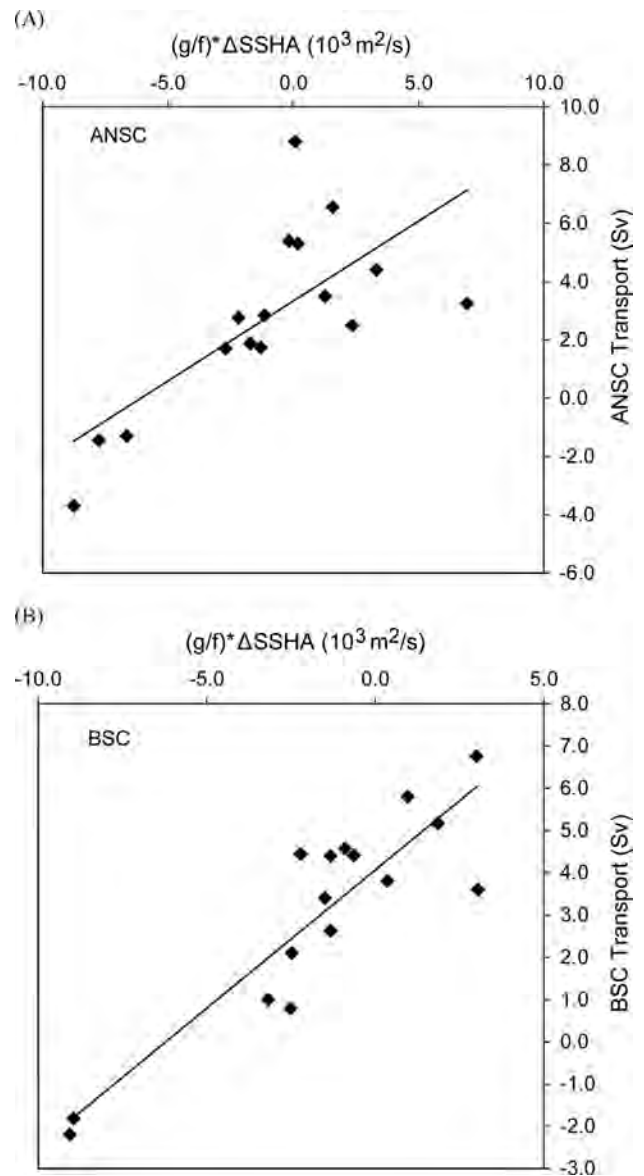 (A)
(g/f)* ΔSSHA (10³ m²/s)
-10.0 -5.0 0.0 5.0 10.0
ANSC
10.0
8.0
6.0
4.0
2.0
0.0
-2.0
-4.0
-6.0
ANSC Transport (Sv)
(B)
(g/f)* ΔSSHA (10³ m²/s)
-10.0 -5.0 0.0 5.0
BSC
8.0
7.0
6.0
5.0
4.0
3.0
2.0
1.0
0.0
-1.0
-2.0
-3.0
BSC Transport (Sv)